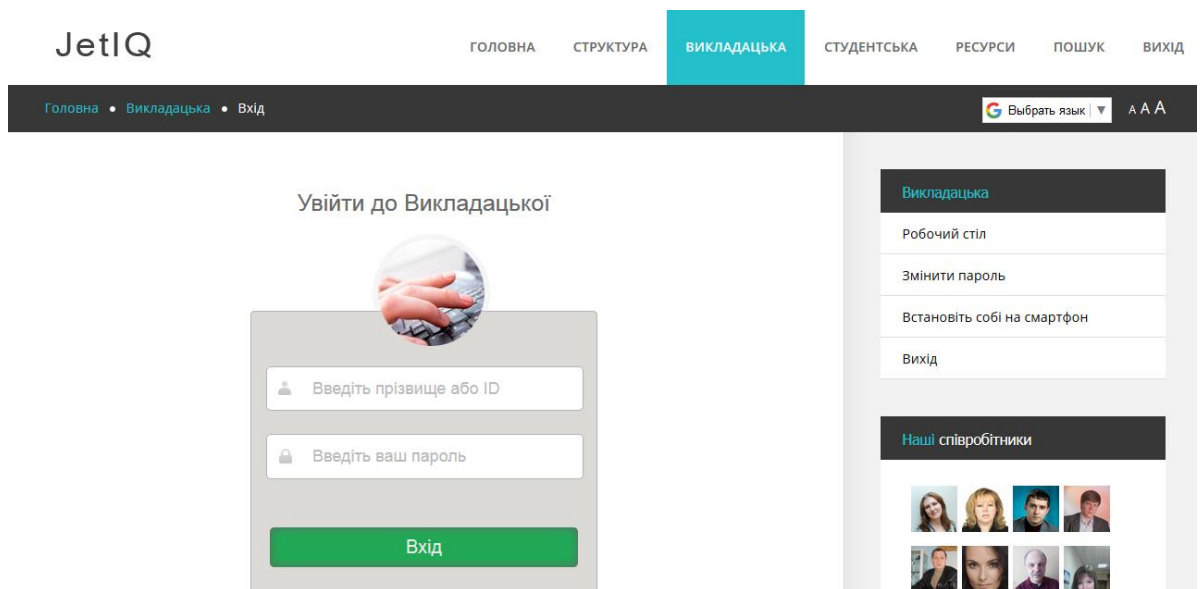 JetIQ
ГОЛОВНА СТРУКТУРА ВИКЛАДАЦЬКА СТУДЕНТСЬКА РЕСУРСИ ПОШУК ВИХІД
Головна • Викладацька • Вхід
G Выбрать язык ▼ A A A
Увійти до Викладацької
Введіть прізвище або ID
Введіть ваш пароль
Вхід
Викладацька
Робочий стіл
Змінити пароль
Встановіть собі на смартфон
Вихід
Наші співробітники